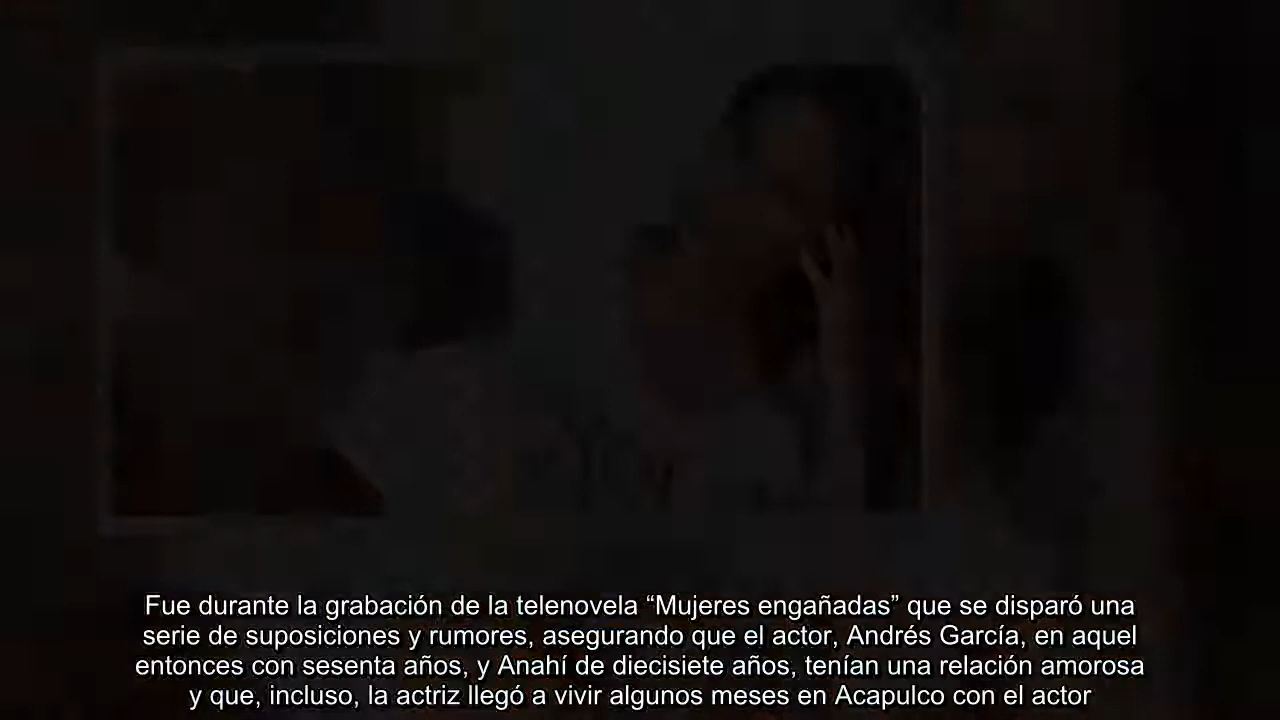 Fue durante la grabación de la telenovela “Mujeres engañadas” que se disparó una
serie de suposiciones y rumores, asegurando que el actor, Andrés García, en aquel
entonces con sesenta años, y Anahí de diecisiete años, tenían una relación amorosa
y que, incluso, la actriz llegó a vivir algunos meses en Acapulco con el actor